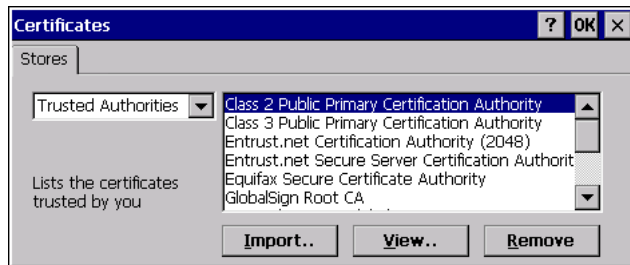 Certificates ? OK ×
Stores
Trusted Authorities
Class 2 Public Primary Certification Authority
Class 3 Public Primary Certification Authority
Entrust.net Certification Authority (2048)
Entrust.net Secure Server Certification Authorit
Equifax Secure Certificate Authority
GlobalSign Root CA
Lists the certificates
trusted by you
Import.. View.. Remove